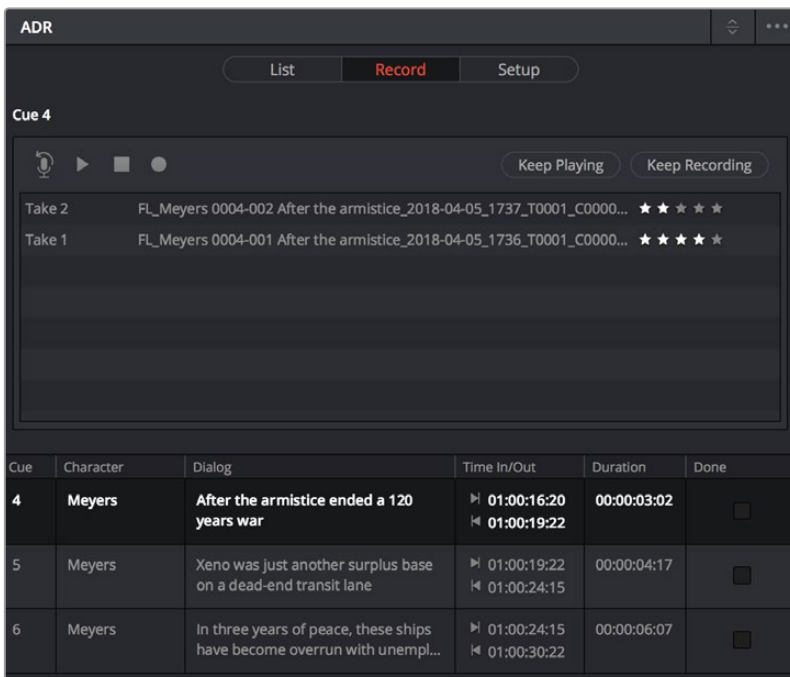 ADR
List Record Setup
Cue 4
Keep Playing Keep Recording
Take 2 FL_Meyers 0004-002 After the armistice_2018-04-05_1737_T0001_C0000...
Take 1 FL_Meyers 0004-001 After the armistice_2018-04-05_1736_T0001_C0000...
Cue Character Dialog Time In/Out Duration Done
4 Meyers After the armistice ended a 120 01:00:16:20 00:00:03:02
years war 01:00:19:22
5 Meyers Xeno was just another surplus base 01:00:19:22 00:00:04:17
on a dead-end transit lane 01:00:24:15
6 Meyers In three years of peace, these ships 01:00:24:15 00:00:06:07
have become overrun with unempl... 01:00:30:22